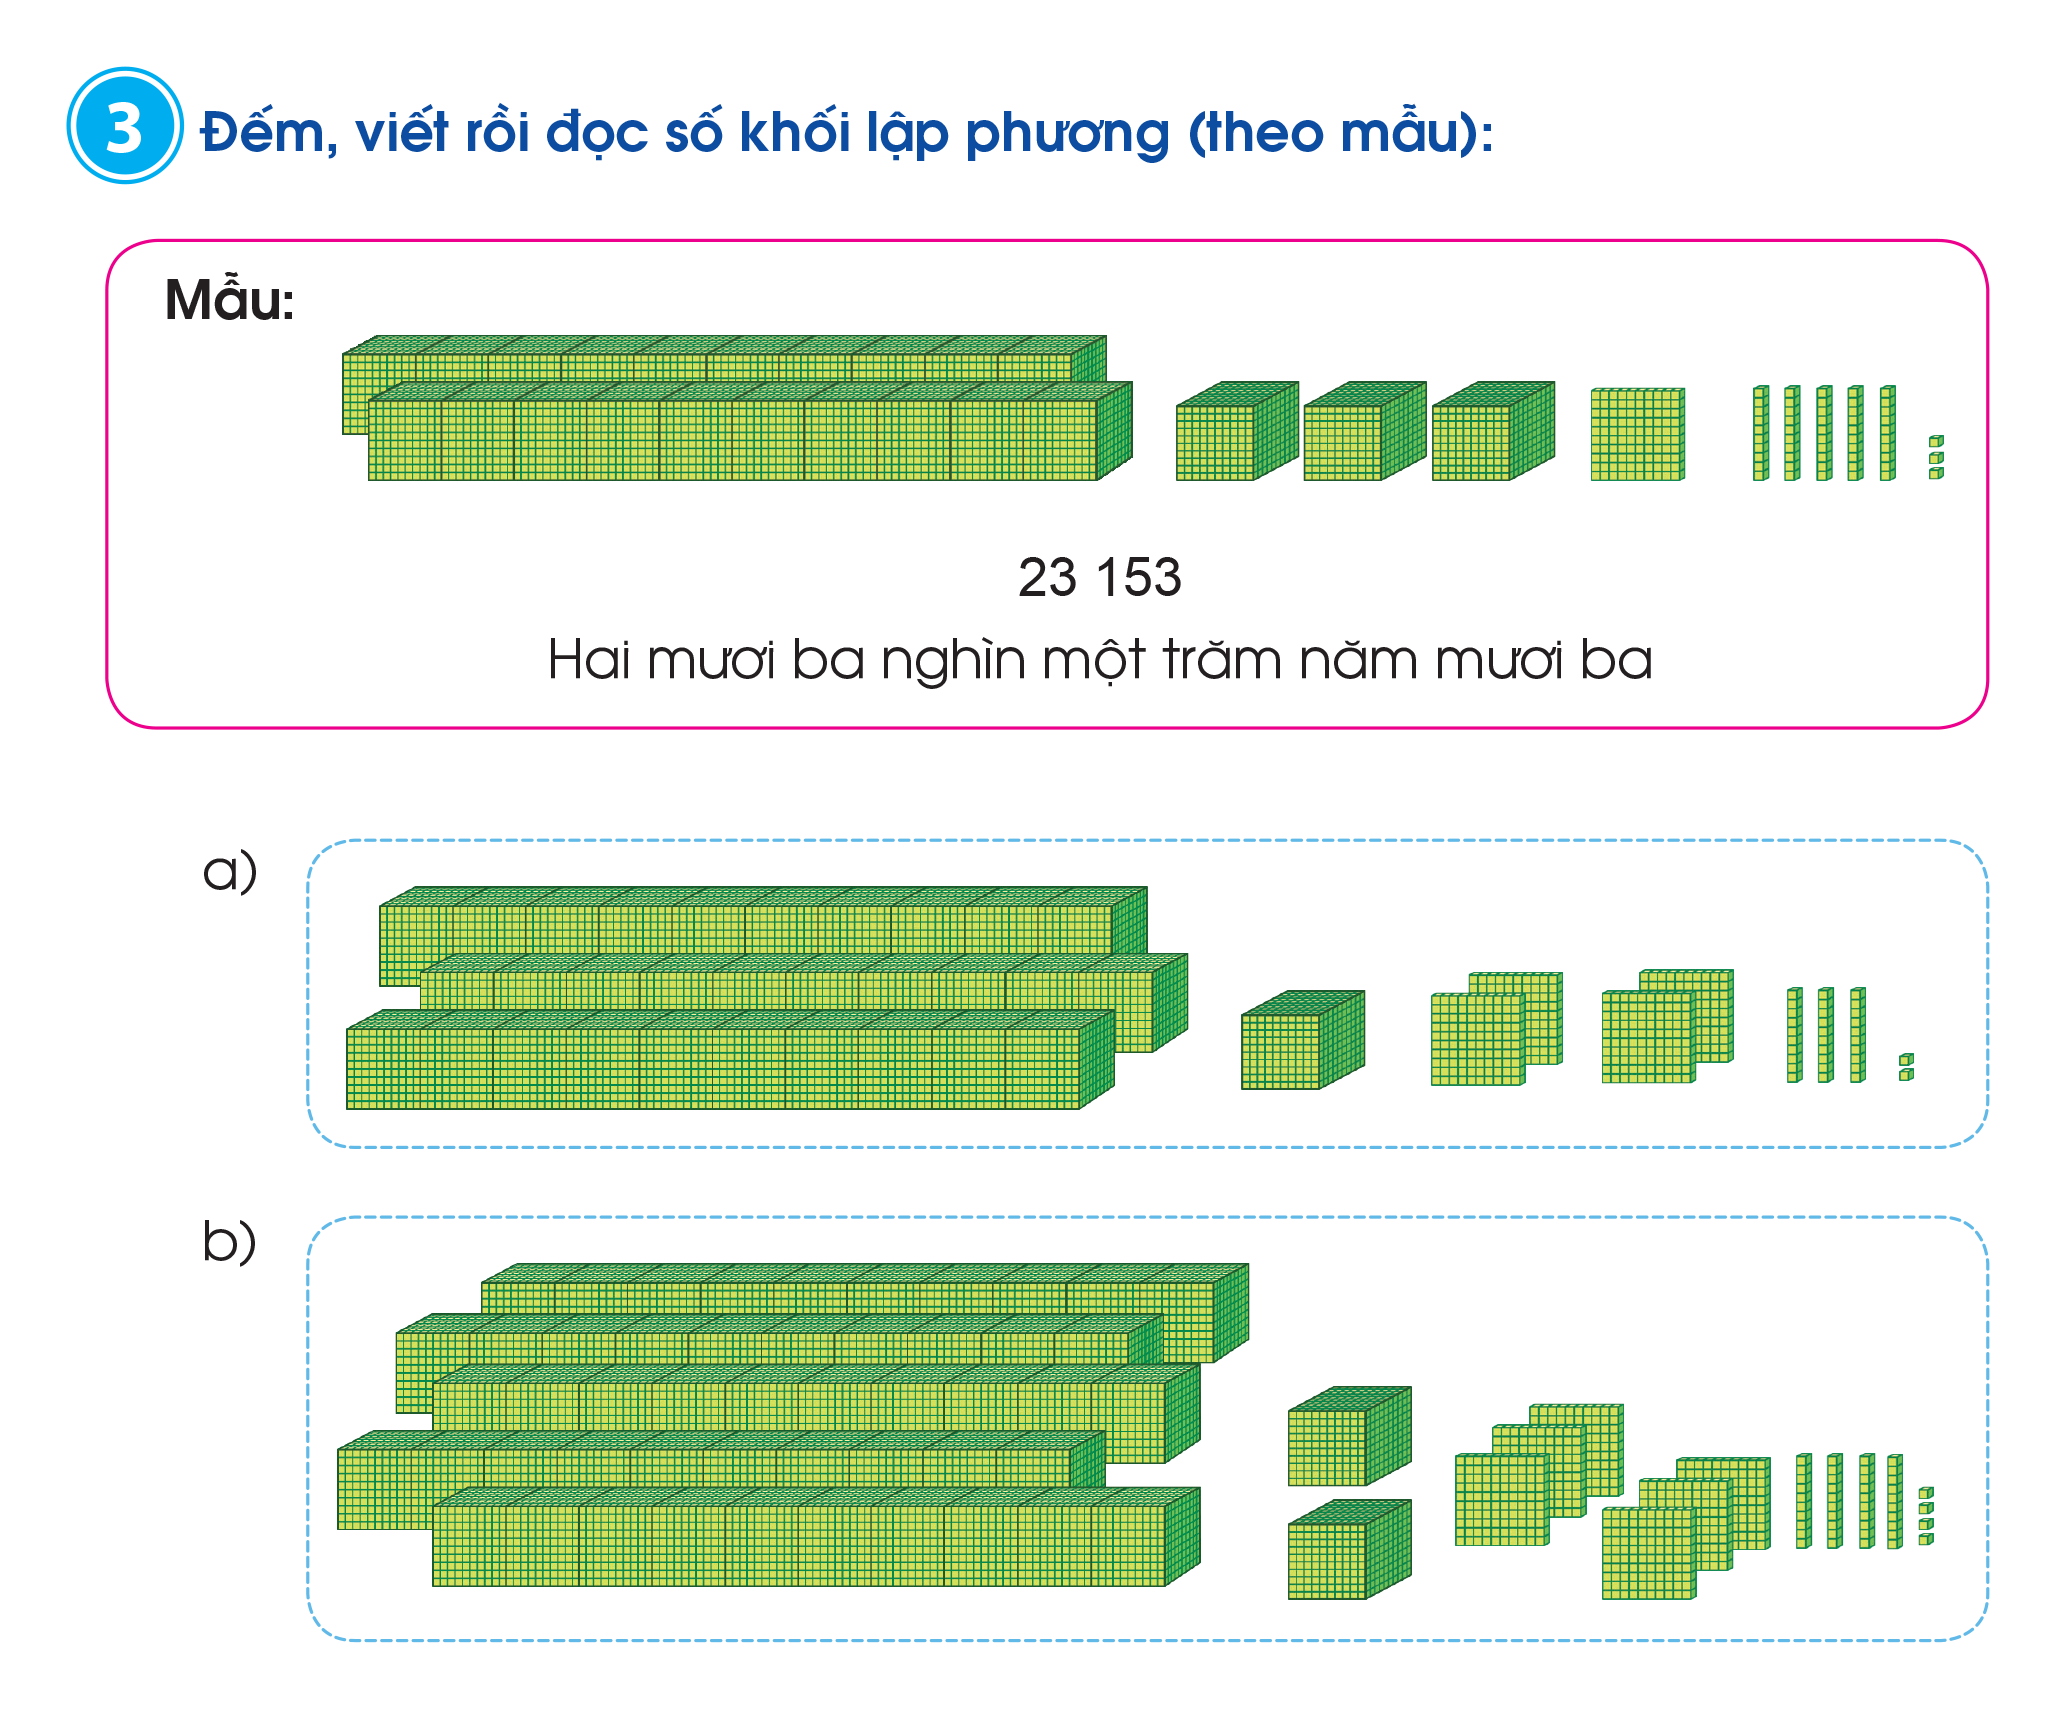 3 Đếm, viết rồi đọc số khối lập phương (theo mẫu):
Mẫu:
23 153
Hai mươi ba nghìn một trăm năm mươi ba
a)
b)